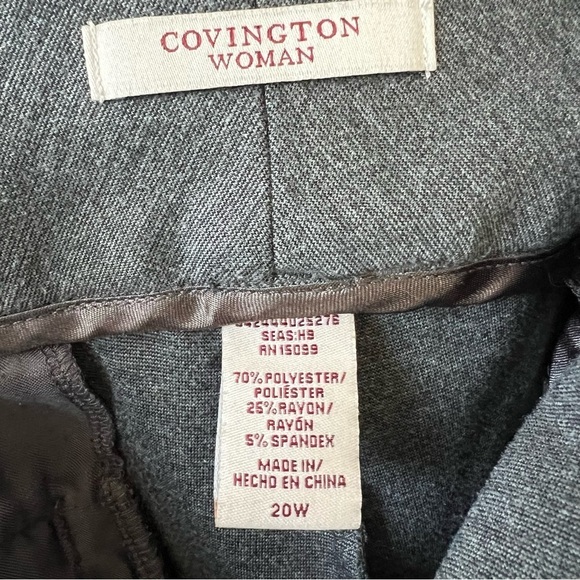 COVINGTON
WOMAN
SEAS:H9
RN 15099
70% POLYESTER/
POLIÉSTER
25% RAYON/
RAYÓN
5% SPANDEX
MADE IN/
HECHO EN CHINA
20W